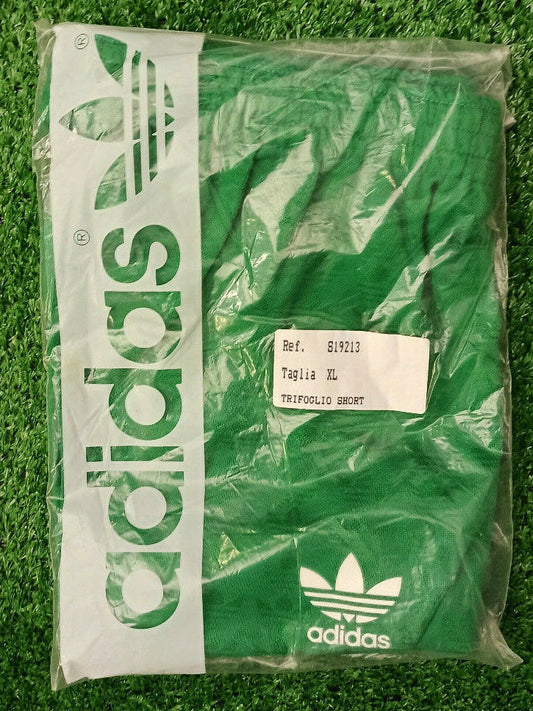 adidas ® ®
Ref. S19213
Taglia XL
TRIFOGLIO SHORT
adidas